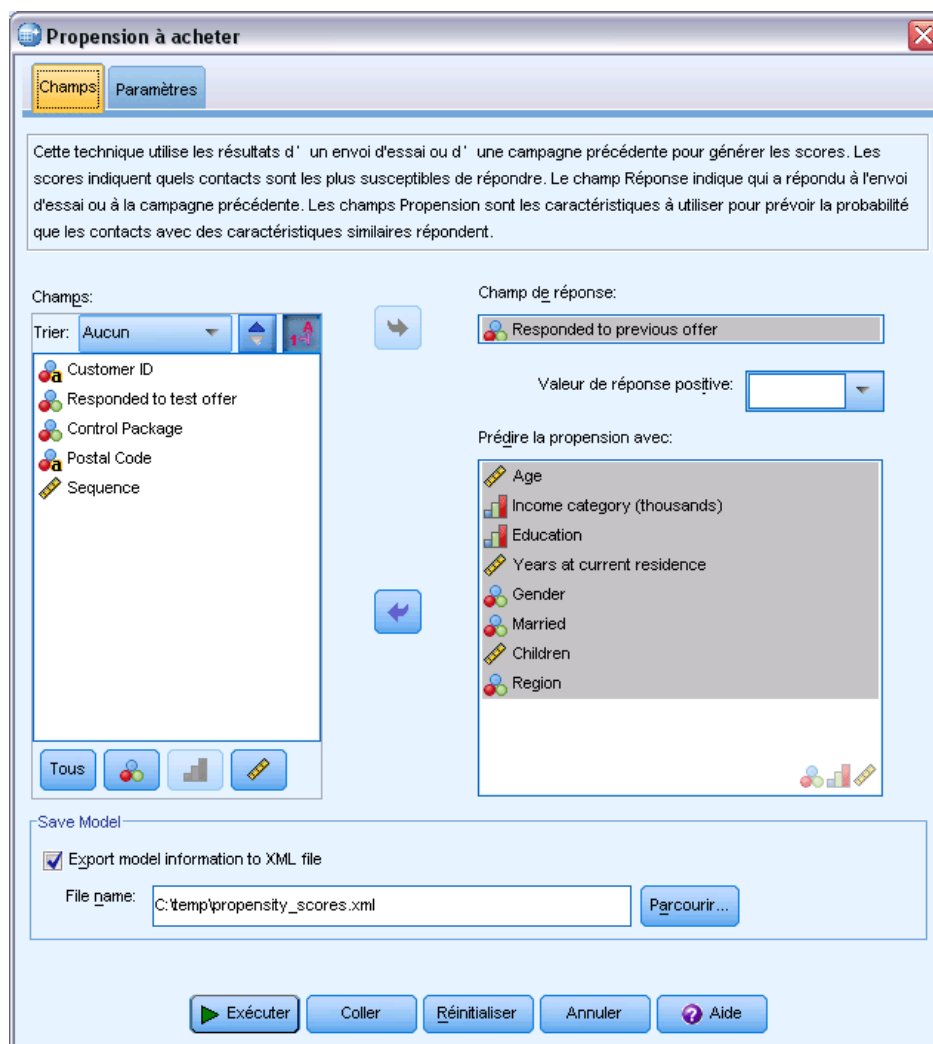 Propension à acheter
Champs
Paramètres
Cette technique utilise les résultats d' un envoi d'essai ou d' une campagne précédente pour générer les scores. Les
scores indiquent quels contacts sont les plus susceptibles de répondre. Le champ Réponse indique qui a répondu à l'envoi
d'essai ou à la campagne précédente. Les champs Propension sont les caractéristiques à utiliser pour prévoir la probabilité
que les contacts avec des caractéristiques similaires répondent.
Champs:
Trier: Aucun
Customer ID
Responded to test offer
Control Package
Postal Code
Sequence
Tous
Champ de réponse:
Responded to previous offer
Valeur de réponse positive:
Prédire la propension avec:
Age
Income category (thousands)
Education
Years at current residence
Gender
Married
Children
Region
Save Model
Export model information to XML file
File name: C:\temp\propensity_scores.xml
Parcourir...
Exécuter
Coller
Réinitialiser
Annuler
Aide